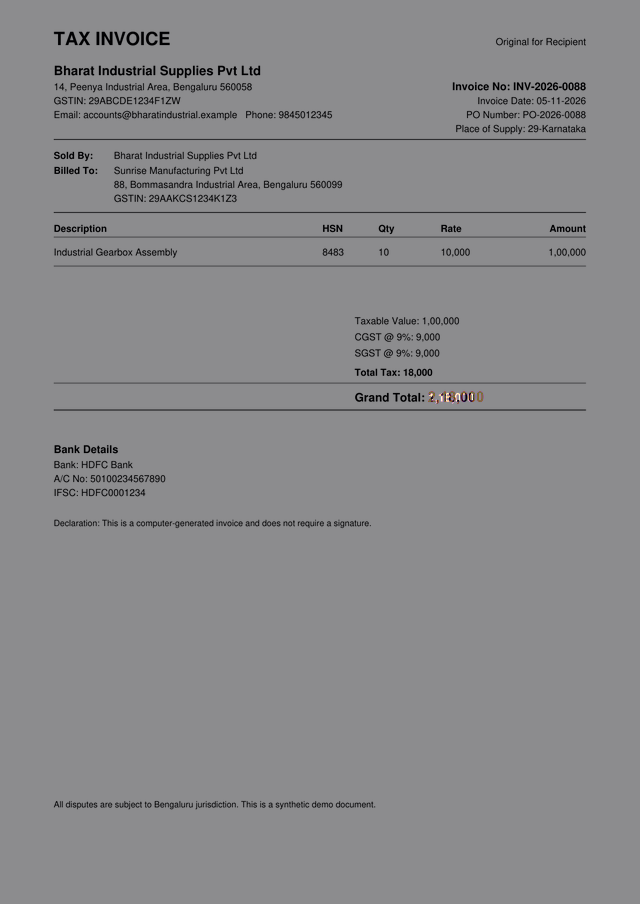 TAX INVOICE
Original for Recipient
Bharat Industrial Supplies Pvt Ltd
14, Peenya Industrial Area, Bengaluru 560058
GSTIN: 29ABCDE1234F1ZW
Email: accounts@bharatindustrial.example Phone: 9845012345
Invoice No: INV-2026-0088
Invoice Date: 05-11-2026
PO Number: PO-2026-0088
Place of Supply: 29-Karnataka
Sold By: Bharat Industrial Supplies Pvt Ltd
Billed To: Sunrise Manufacturing Pvt Ltd
88, Bommasandra Industrial Area, Bengaluru 560099
GSTIN: 29AAKCS1234K1Z3
Description HSN Qty Rate Amount
Industrial Gearbox Assembly 8483 10 10,000 1,00,000
Taxable Value: 1,00,000
CGST @ 9%: 9,000
SGST @ 9%: 9,000
Total Tax: 18,000
Grand Total:
Bank Details
Bank: HDFC Bank
A/C No: 50100234567890
IFSC: HDFC0001234
Declaration: This is a computer-generated invoice and does not require a signature.
All disputes are subject to Bengaluru jurisdiction. This is a synthetic demo document.